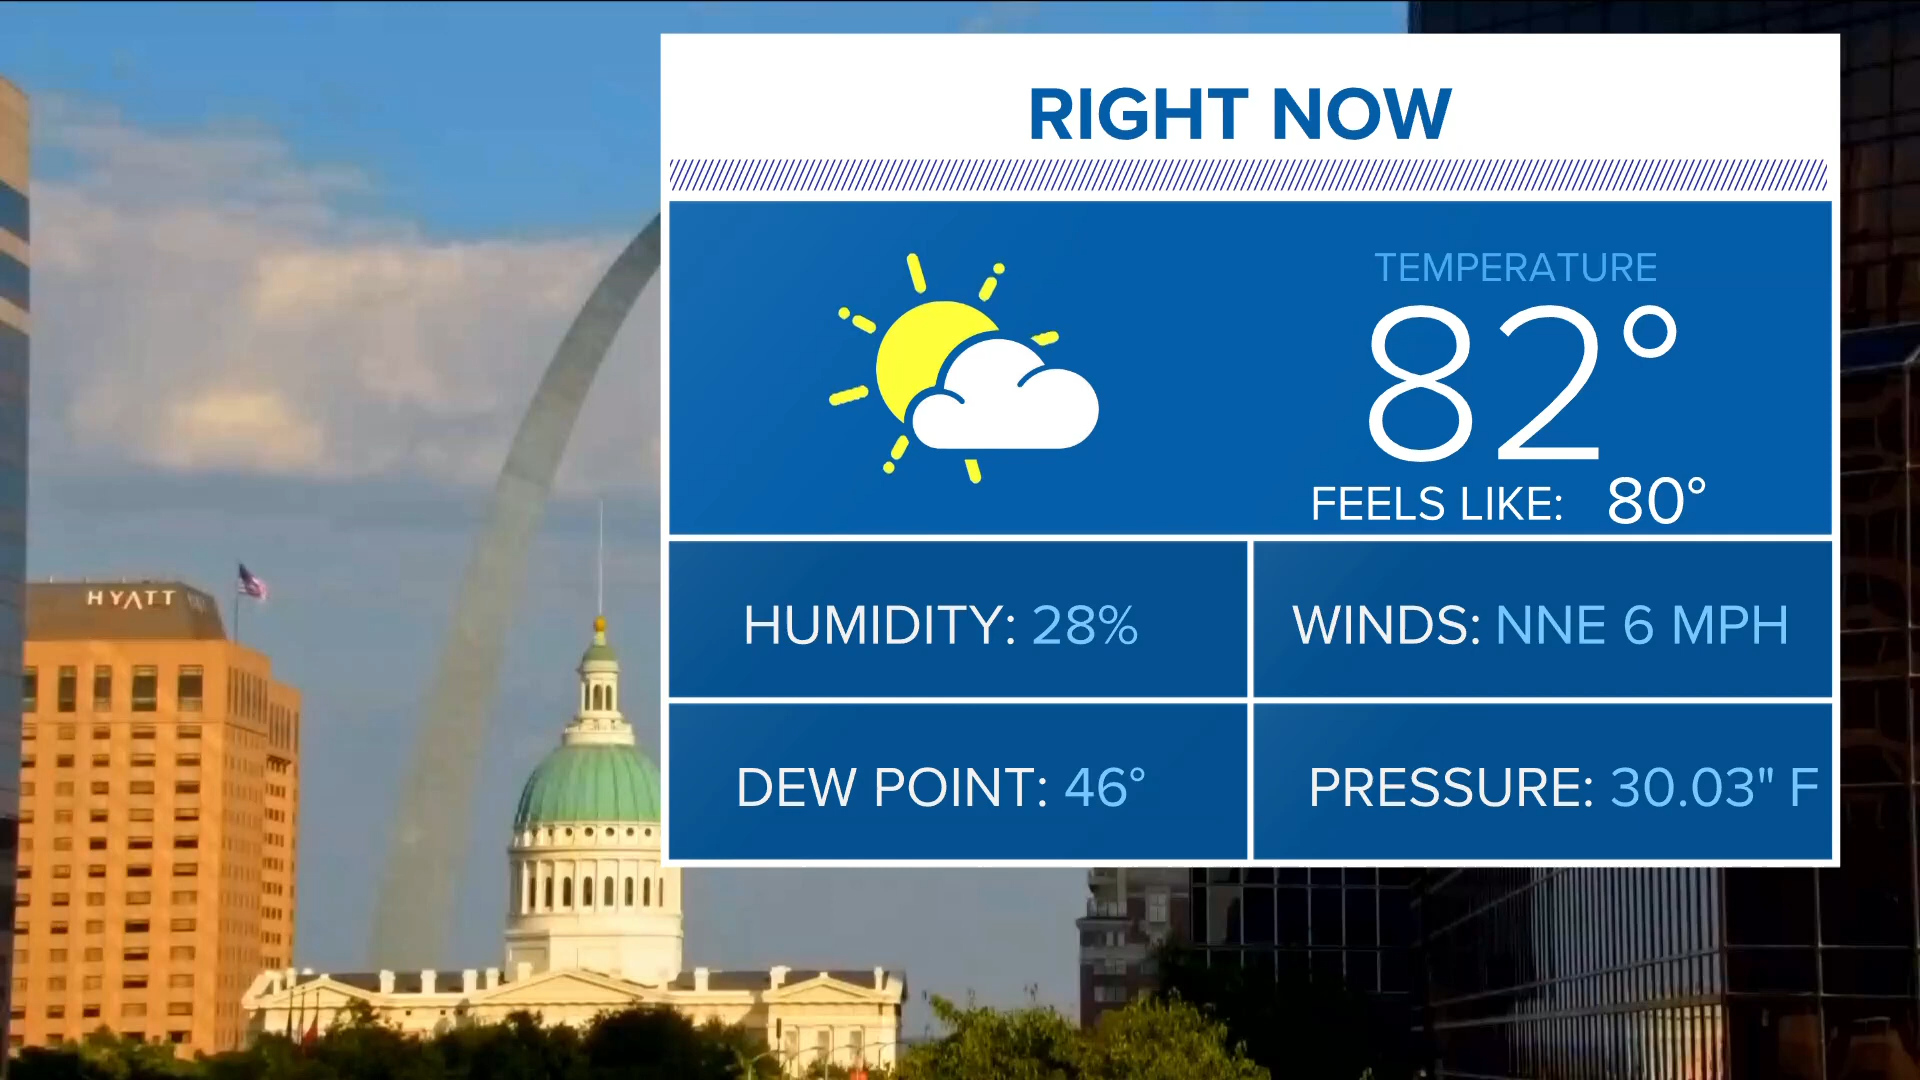 RIGHT NOW
TEMPERATURE
82°
FEELS LIKE: 80°
HUMIDITY: 28%
WINDS: NNE 6 MPH
DEW POINT: 46°
PRESSURE: 30.03" F
HYATT